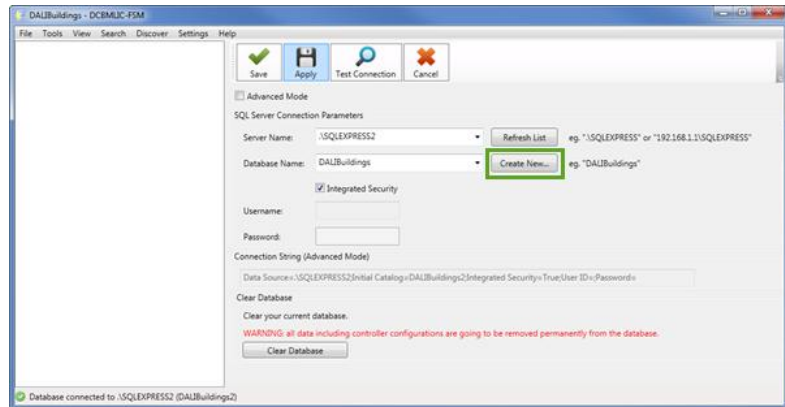 DALIBuildings - DCBMLIC-FSM
File Tools View Search Discover Settings Help
Save Apply Test Connection Cancel
Advanced Mode
SQL Server Connection Parameters
Server Name: .\SQLEXPRESS2 Refresh List eg. ".\SQLEXPRESS" or "192.168.1.1\SQLEXPRESS"
Database Name: DALIBuildings Create New... eg. "DALIBuildings"
Integrated Security
Username:
Password:
Connection String (Advanced Mode)
Data Source=.\SQLEXPRESS2;Initial Catalog=DALIBuildings2;Integrated Security=True;User ID=;Password=
Clear Database
Clear your current database.
WARNING: all data including controller configurations are going to be removed permanently from the database.
Clear Database
Database connected to .\SQLEXPRESS2 (DALIBuildings2)